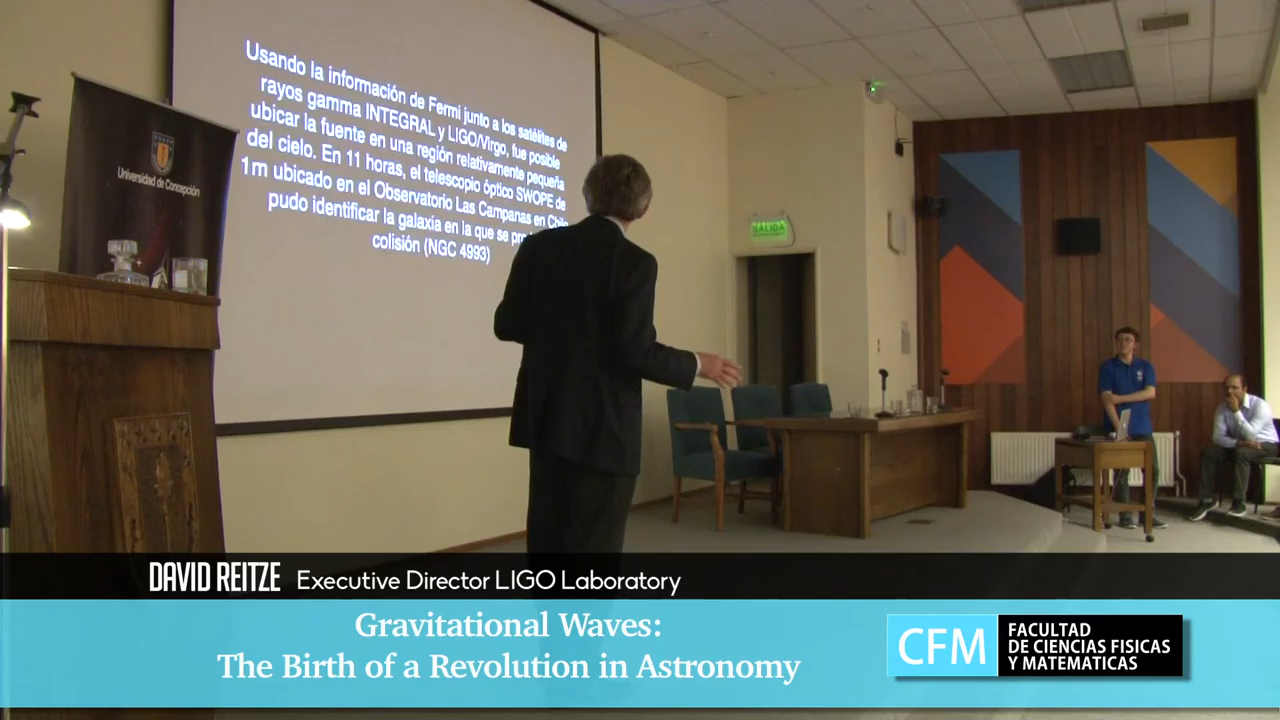 Usando la información de Fermi junto a los satélites de
rayos gamma INTEGRAL y LIGO/Virgo, fue posible
ubicar la fuente en una región relativamente pequeña
del cielo. En 11 horas, el telescopio óptico SWOPE de
1m ubicado en el Observatorio Las Campanas en Chile
pudo identificar la galaxia en la que se
colisión (NGC 4993)
Universidad de Concepción
SALIDA
DAVID REITZE Executive Director LIGO Laboratory
Gravitational Waves:
The Birth of a Revolution in Astronomy
CFM
FACULTAD
DE CIENCIAS FISICAS
Y MATEMATICAS